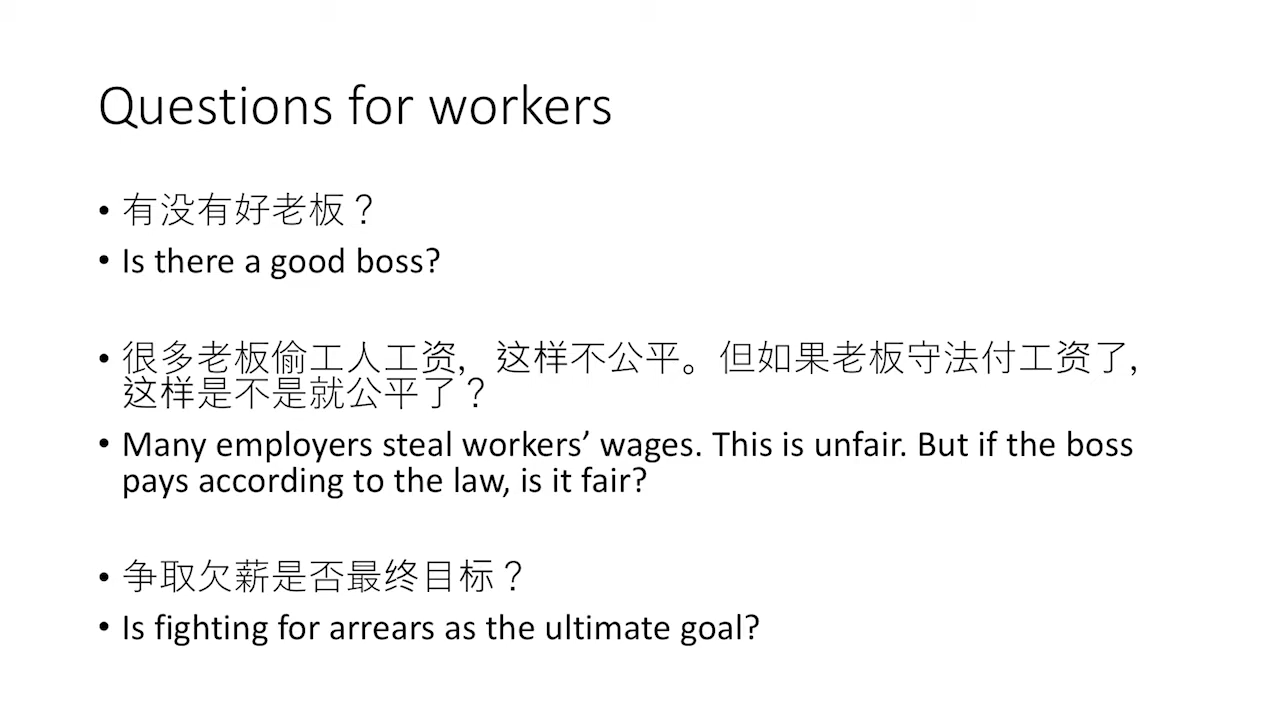 Questions for workers
• 有没有好老板？
• Is there a good boss?
• 很多老板偷工人工资，这样不公平。但如果老板守法付工资了,
这样是不是就公平了？
• Many employers steal workers’ wages. This is unfair. But if the boss
pays according to the law, is it fair?
• 争取欠薪是否最终目标？
• Is fighting for arrears as the ultimate goal?